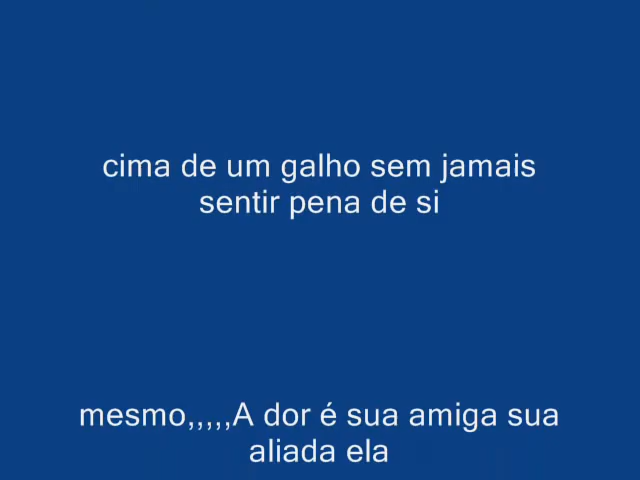 cima de um galho sem jamais
sentir pena de si
mesmo,,,,,A dor é sua amiga sua
aliada ela